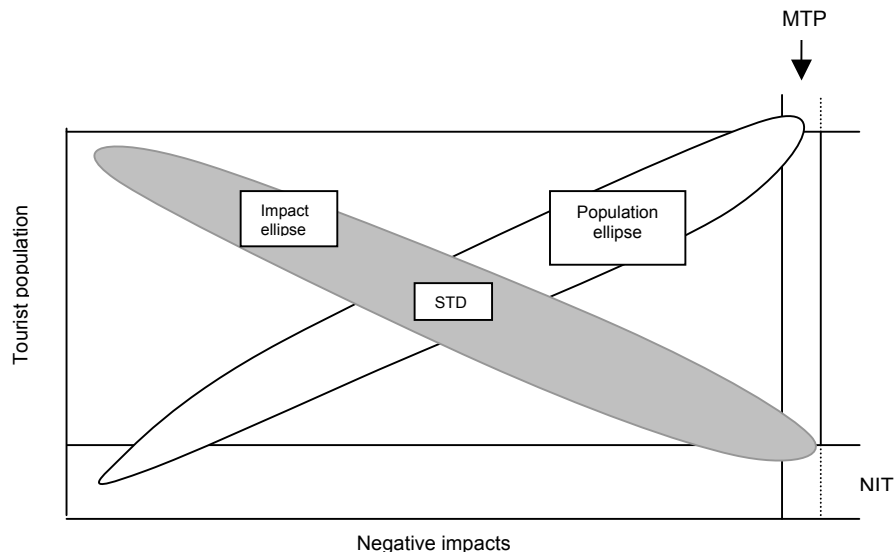 MTP
Impact
ellipse
Population
ellipse
STD
Tourist population
NIT
Negative impacts